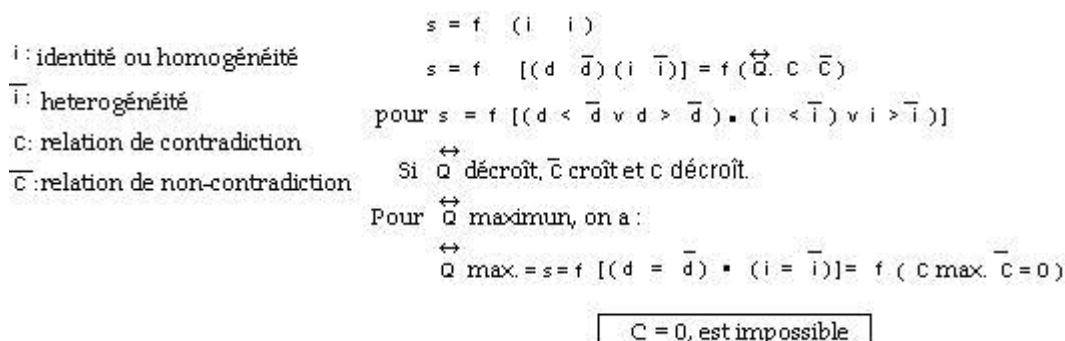 s = f (i i)
i : identité ou homogénéité
s = f [(d d̅) (i i̅)] = f (Q⃡. C C̅)
i̅ : heterogénéité
pour s = f [(d < d̅ v d > d̅) ▪ (i < i̅) v i > i̅)]
C: relation de contradiction
Si Q⃡ décroît, C̅ croît et C décroît.
C̅ :relation de non-contradiction
Pour Q⃡ maximun, on a :
Q⃡ max. = s = f [(d = d̅) ▪ (i = i̅)] = f ( C max. C̅ = 0 )
C = 0, est impossible